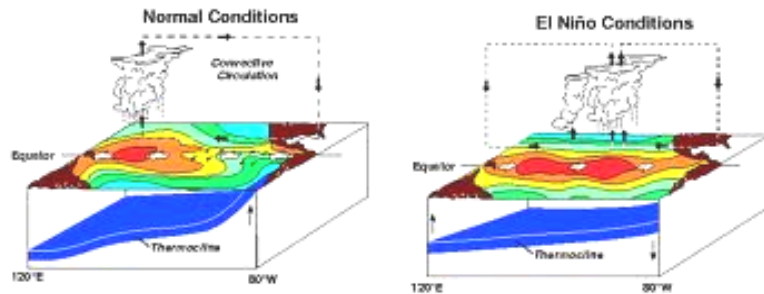 Normal Conditions
Convective
Circulation
Equator
Thermocline
120°E
80°W
El Niño Conditions
Equator
Thermocline
120°E
80°W